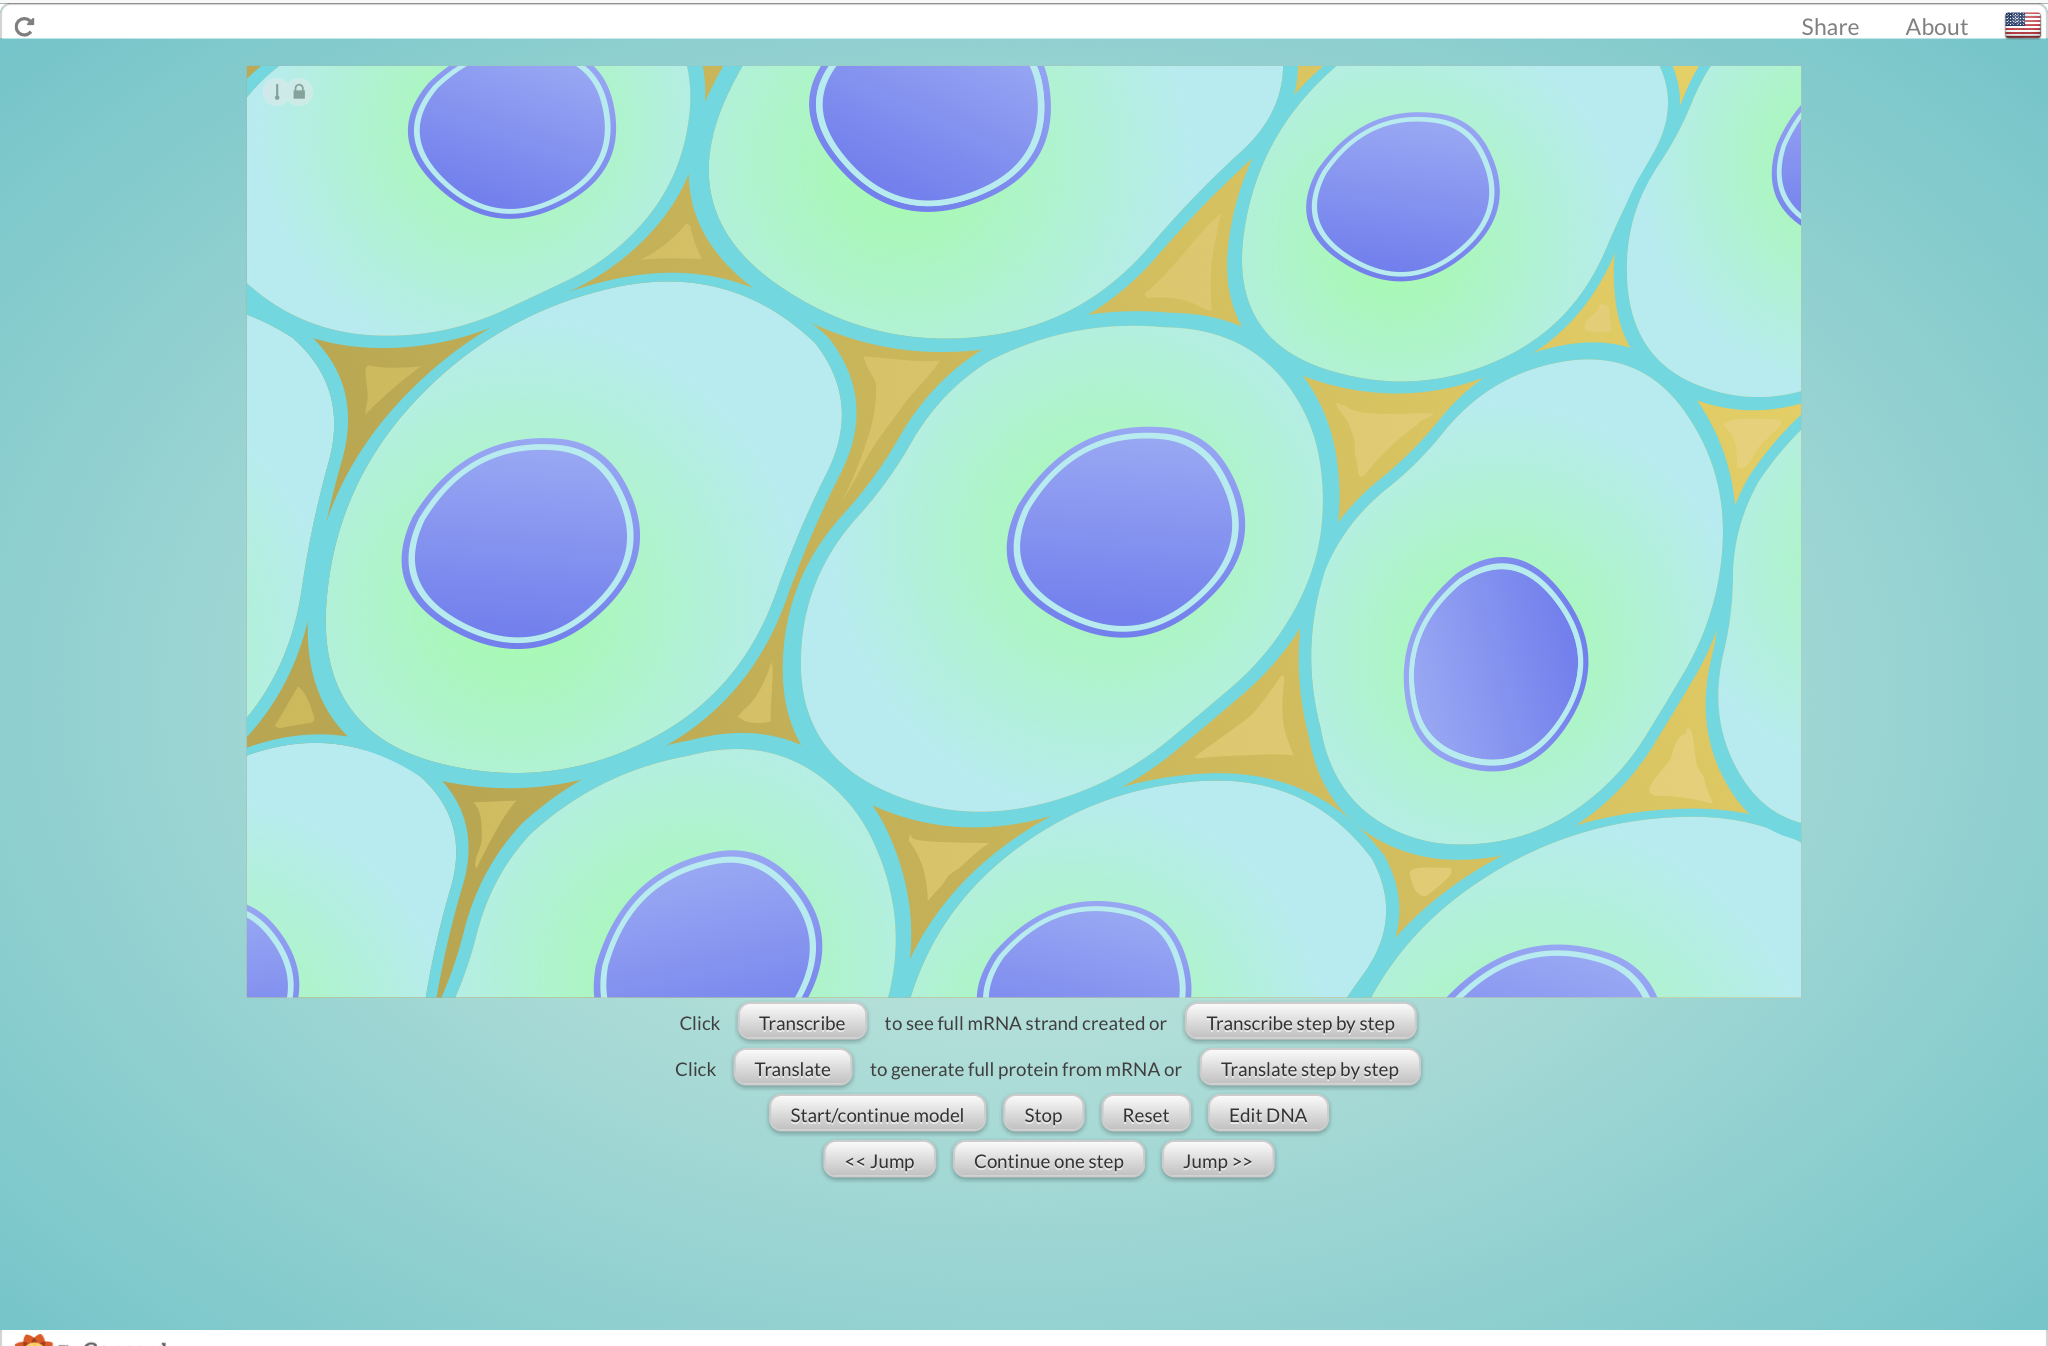 Share About
Click Transcribe to see full mRNA strand created or Transcribe step by step
Click Translate to generate full protein from mRNA or Translate step by step
Start/continue model Stop Reset Edit DNA
<< Jump Continue one step Jump >>